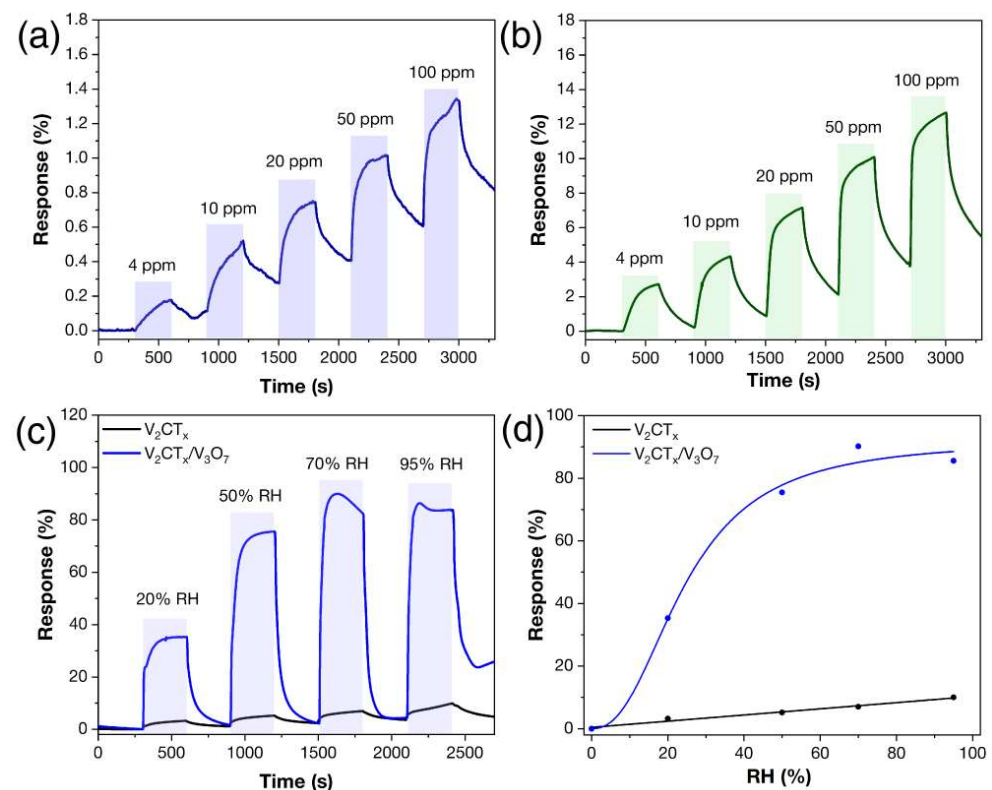 (a)
1.8
1.6
1.4
1.2
1.0
0.8
0.6
0.4
0.2
0.0
Response (%)
4 ppm
10 ppm
20 ppm
50 ppm
100 ppm
0 500 1000 1500 2000 2500 3000
Time (s)
(b)
18
16
14
12
10
8
6
4
2
0
Response (%)
4 ppm
10 ppm
20 ppm
50 ppm
100 ppm
0 500 1000 1500 2000 2500 3000
Time (s)
(c)
120
100
80
60
40
20
0
Response (%)
V₂CTₓ
V₂CTₓ/V₃O₇
20% RH
50% RH
70% RH
95% RH
0 500 1000 1500 2000 2500
Time (s)
(d)
100
80
60
40
20
0
Response (%)
V₂CTₓ
V₂CTₓ/V₃O₇
0 20 40 60 80 100
RH (%)